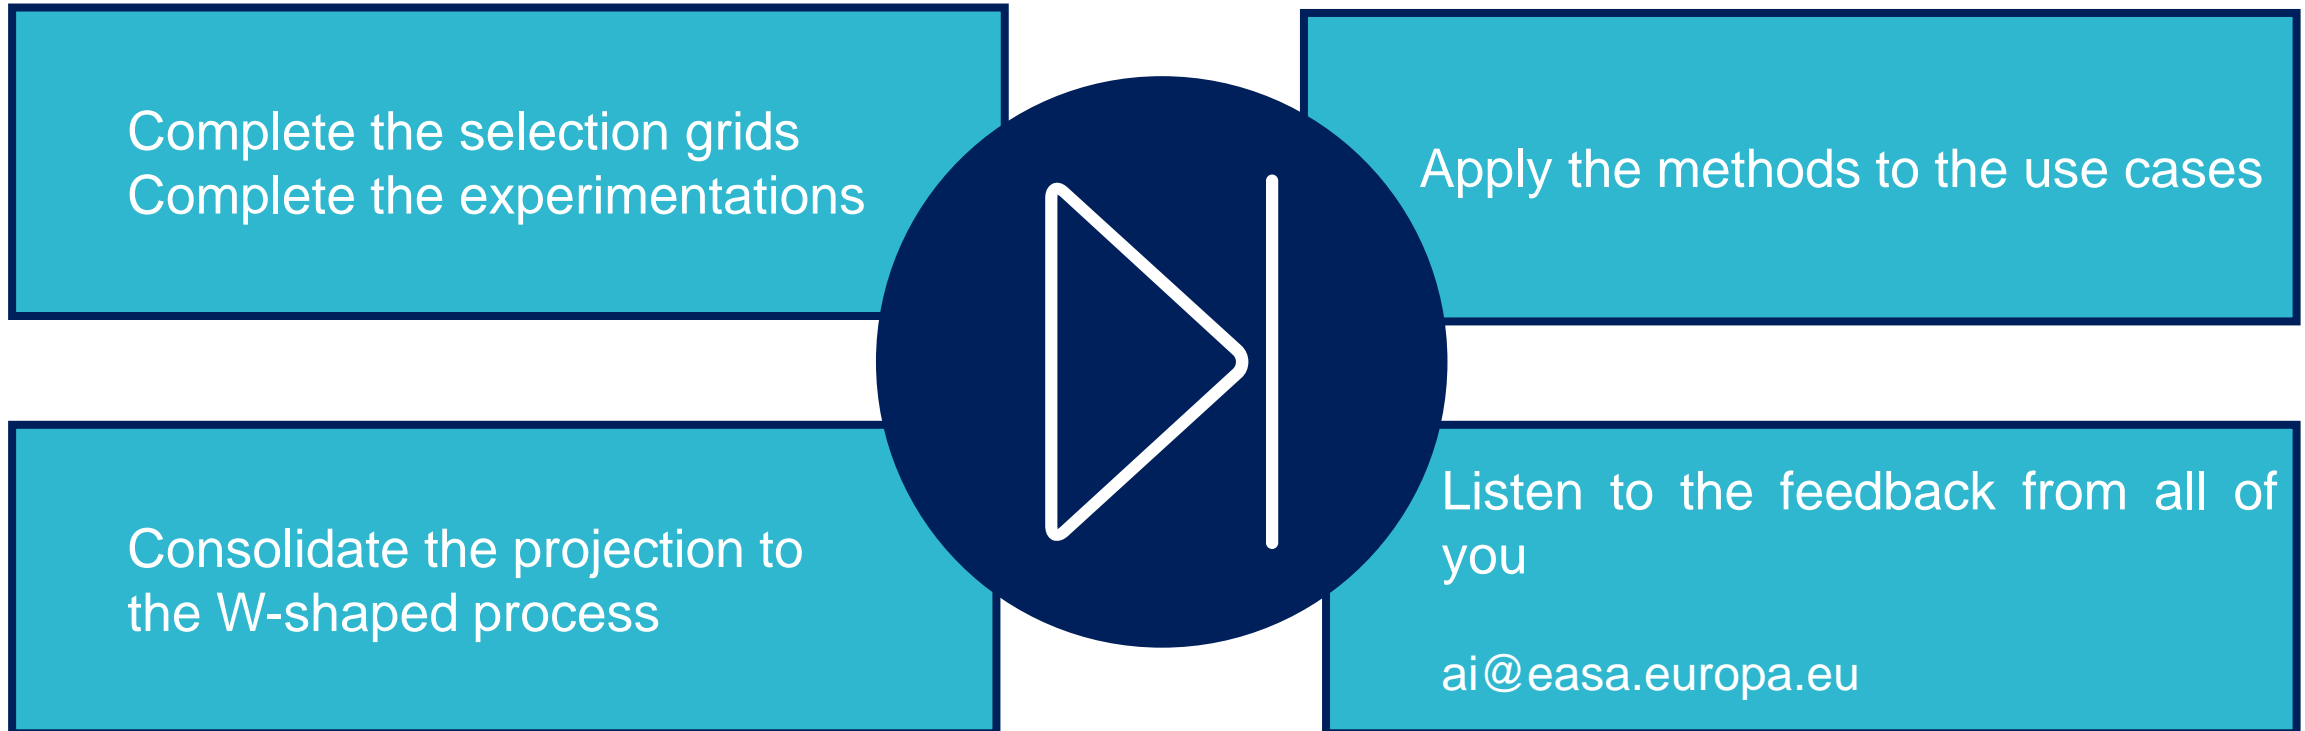 Complete the selection grids
Complete the experimentations
Apply the methods to the use cases
Consolidate the projection to
the W-shaped process
Listen to the feedback from all of
you
ai@easa.europa.eu